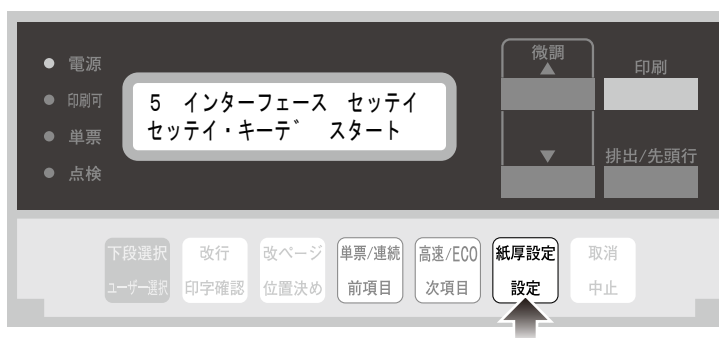 電源
印刷可
単票
点検
5 インターフェース セッテイ
セッテイ・キーデ゛ スタート
微調
▲
▼
印刷
排出/先頭行
下段選択
ユーザー選択
改行
印字確認
改ページ
位置決め
単票/連続
前項目
高速/ECO
次項目
紙厚設定
設定
取消
中止